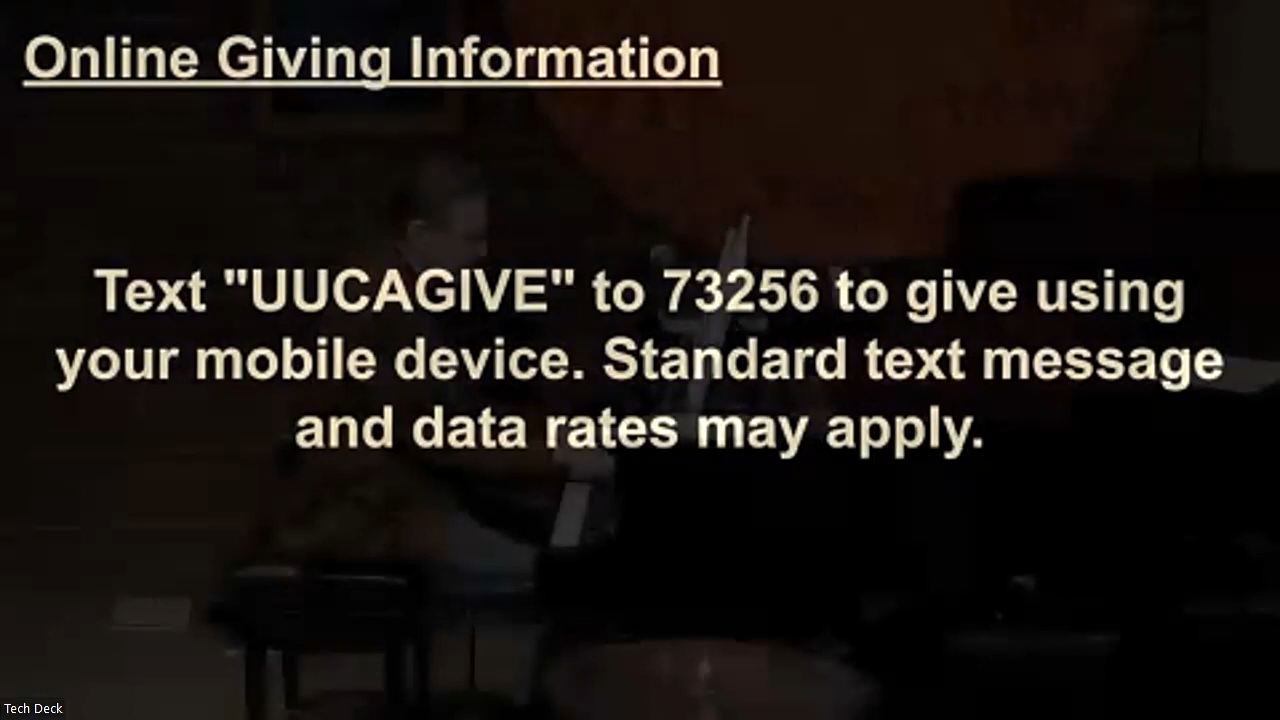 Online Giving Information
Text "UUCAGIVE" to 73256 to give using
your mobile device. Standard text message
and data rates may apply.
Tech Deck